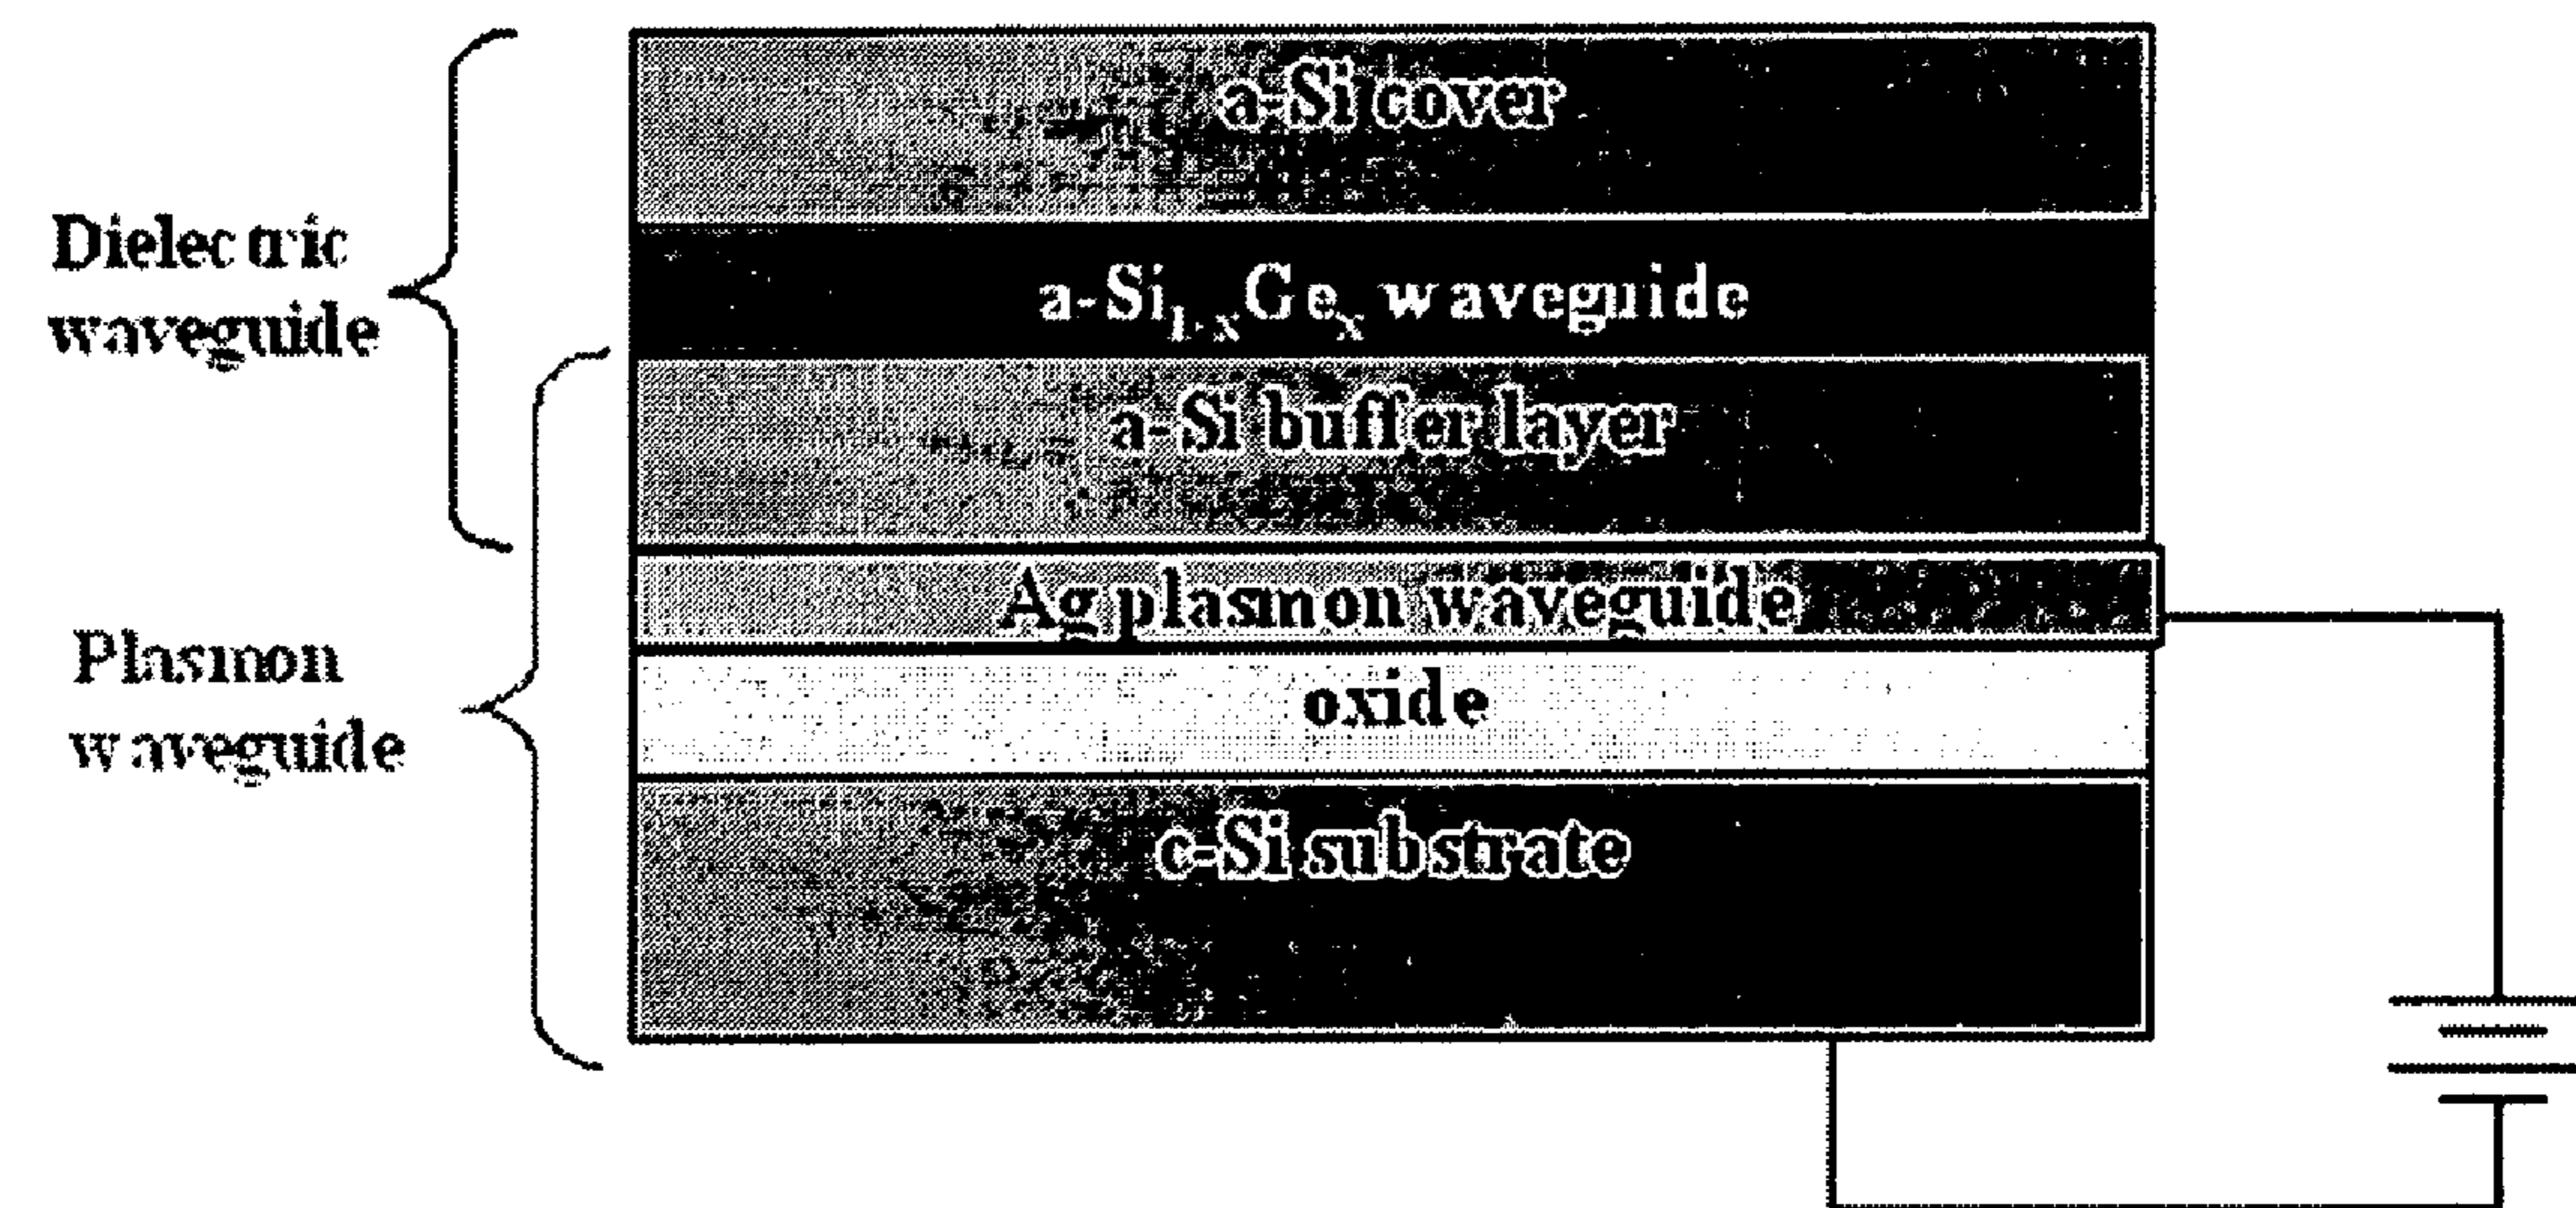 a-Si cover
Dielectric
waveguide
a-Si₁₋ₓGeₓ waveguide
a-Si buffer layer
Ag plasmon waveguide
Plasmon
waveguide
oxide
c-Si substrate